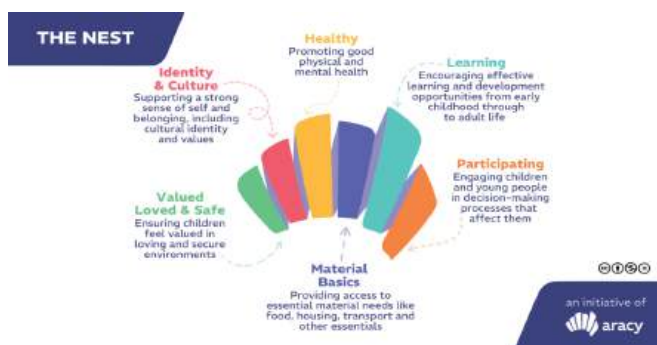 THE NEST
Healthy
Promoting good
physical and
mental health
Identity
& Culture
Supporting a strong
sense of self and
belonging, including
cultural identity
and values
Learning
Encouraging effective
learning and development
opportunities from early
childhood through
to adult life
Valued
Loved & Safe
Ensuring children
feel valued in
loving and secure
environments
Participating
Engaging children
and young people
in decision-making
processes that
affect them
Material
Basics
Providing access to
essential material needs like
food, housing, transport and
other essentials
an initiative of
aracy